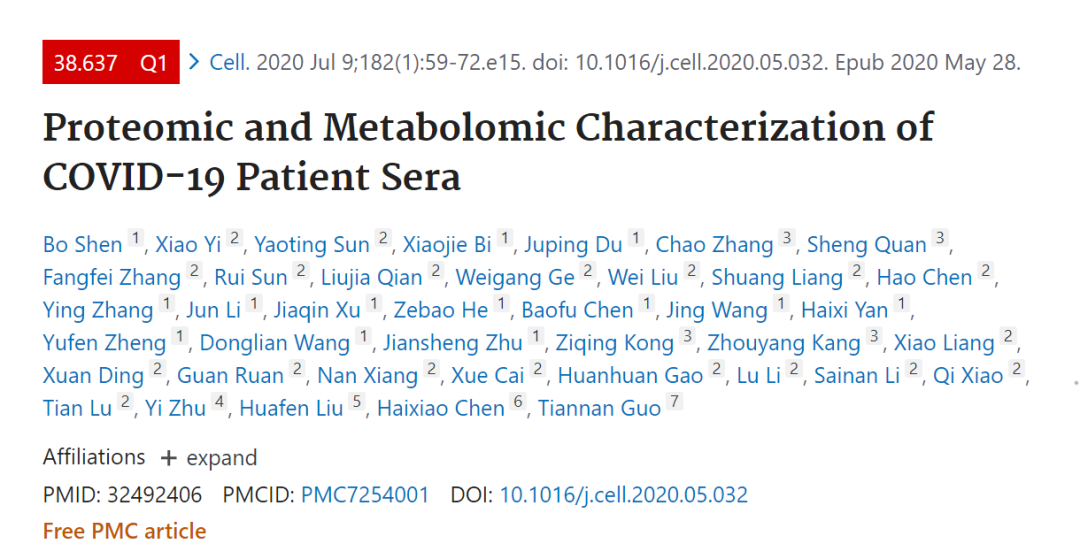 38.637 Q1 > Cell. 2020 Jul 9;182(1):59-72.e15. doi: 10.1016/j.cell.2020.05.032. Epub 2020 May 28.
Proteomic and Metabolomic Characterization of
COVID-19 Patient Sera
Bo Shen 1, Xiao Yi 2, Yaoting Sun 2, Xiaojie Bi 1, Juping Du 1, Chao Zhang 3, Sheng Quan 3,
Fangfei Zhang 2, Rui Sun 2, Liujia Qian 2, Weigang Ge 2, Wei Liu 2, Shuang Liang 2, Hao Chen 2,
Ying Zhang 1, Jun Li 1, Jiaqin Xu 1, Zebao He 1, Baofu Chen 1, Jing Wang 1, Haixi Yan 1,
Yufen Zheng 1, Donglian Wang 1, Jiansheng Zhu 1, Ziqing Kong 3, Zhouyang Kang 3, Xiao Liang 2,
Xuan Ding 2, Guan Ruan 2, Nan Xiang 2, Xue Cai 2, Huanhuan Gao 2, Lu Li 2, Sainan Li 2, Qi Xiao 2,
Tian Lu 2, Yi Zhu 4, Huafen Liu 5, Haixiao Chen 6, Tiannan Guo 7
Affiliations + expand
PMID: 32492406 PMCID: PMC7254001 DOI: 10.1016/j.cell.2020.05.032
Free PMC article